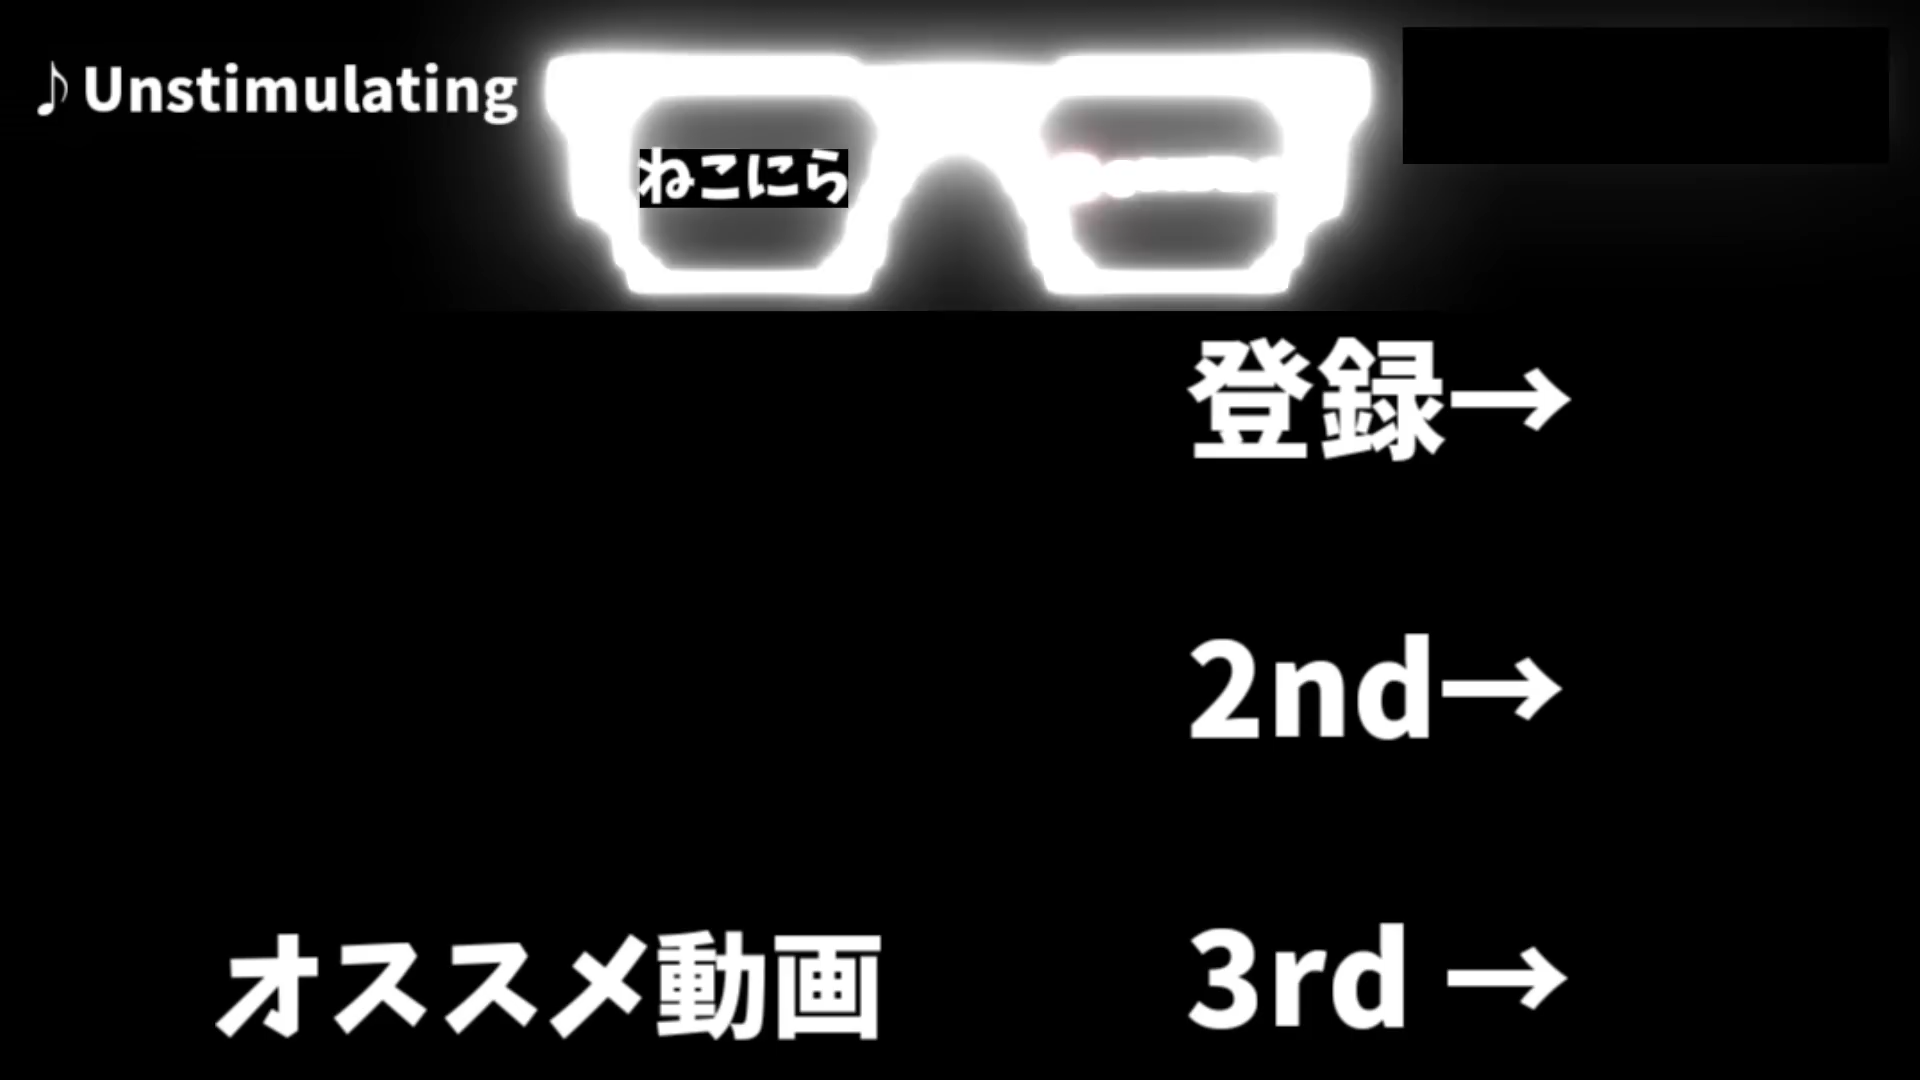 ♪Unstimulating
ねこにら
登録→
2nd→
オススメ動画
3rd →